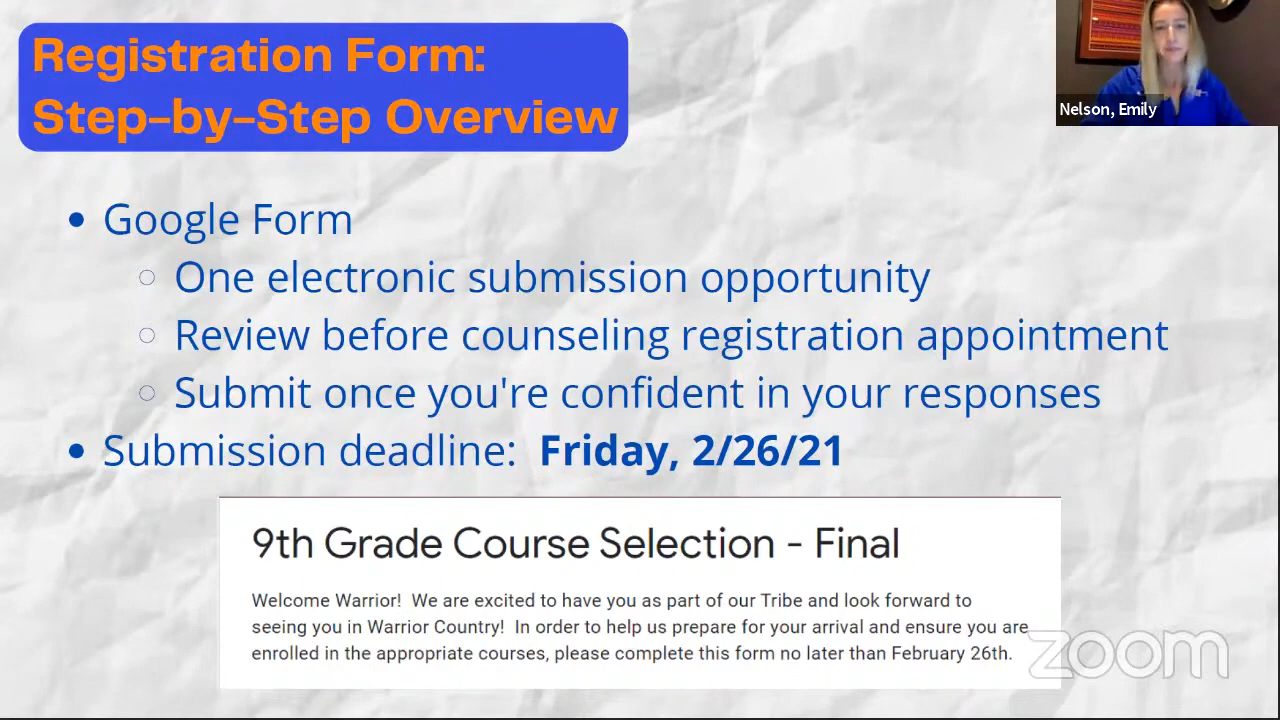 Registration Form:
Step-by-Step Overview
Nelson, Emily
• Google Form
○ One electronic submission opportunity
○ Review before counseling registration appointment
○ Submit once you're confident in your responses
• Submission deadline: Friday, 2/26/21
9th Grade Course Selection - Final
Welcome Warrior! We are excited to have you as part of our Tribe and look forward to
seeing you in Warrior Country! In order to help us prepare for your arrival and ensure you are
enrolled in the appropriate courses, please complete this form no later than February 26th.
zoom